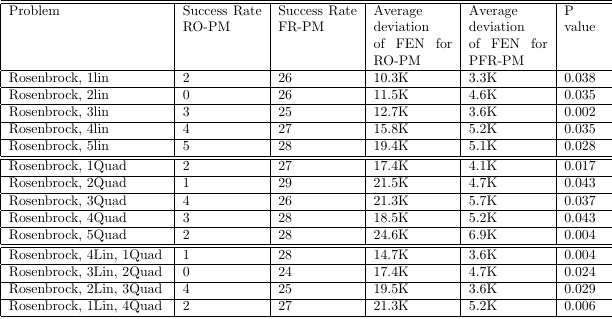 Problem Success Rate RO-PM Success Rate FR-PM Average deviation of FEN for RO-PM Average deviation of FEN for PFR-PM P value
Rosenbrock, 1lin 2 26 10.3K 3.3K 0.038
Rosenbrock, 2lin 0 26 11.5K 4.6K 0.035
Rosenbrock, 3lin 3 25 12.7K 3.6K 0.002
Rosenbrock, 4lin 4 27 15.8K 5.2K 0.035
Rosenbrock, 5lin 5 28 19.4K 5.1K 0.028
Rosenbrock, 1Quad 2 27 17.4K 4.1K 0.017
Rosenbrock, 2Quad 1 29 21.5K 4.7K 0.043
Rosenbrock, 3Quad 4 26 21.3K 5.7K 0.037
Rosenbrock, 4Quad 3 28 18.5K 5.2K 0.043
Rosenbrock, 5Quad 2 28 24.6K 6.9K 0.004
Rosenbrock, 4Lin, 1Quad 1 28 14.7K 3.6K 0.004
Rosenbrock, 3Lin, 2Quad 0 24 17.4K 4.7K 0.024
Rosenbrock, 2Lin, 3Quad 4 25 19.5K 3.6K 0.029
Rosenbrock, 1Lin, 4Quad 2 27 21.3K 5.2K 0.006